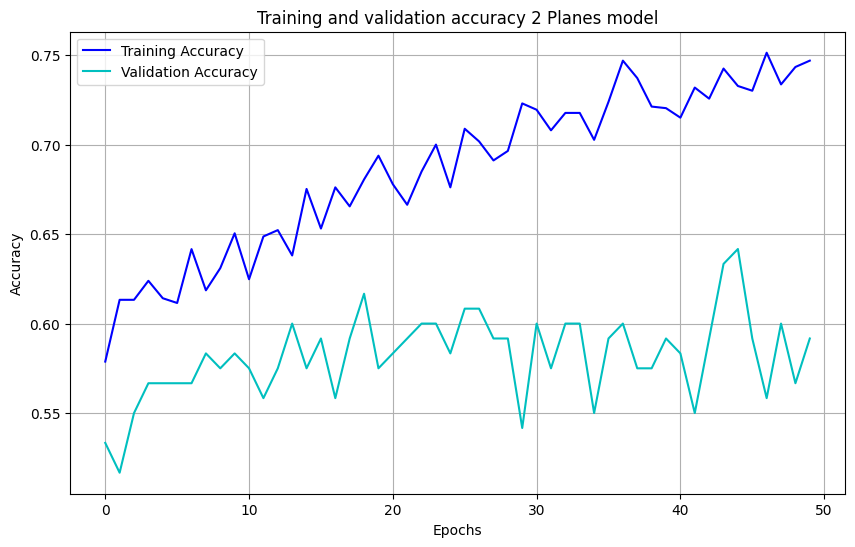 Training and validation accuracy 2 Planes model
Training Accuracy
Validation Accuracy
Accuracy
0.75
0.70
0.65
0.60
0.55
0 10 20 30 40 50
Epochs